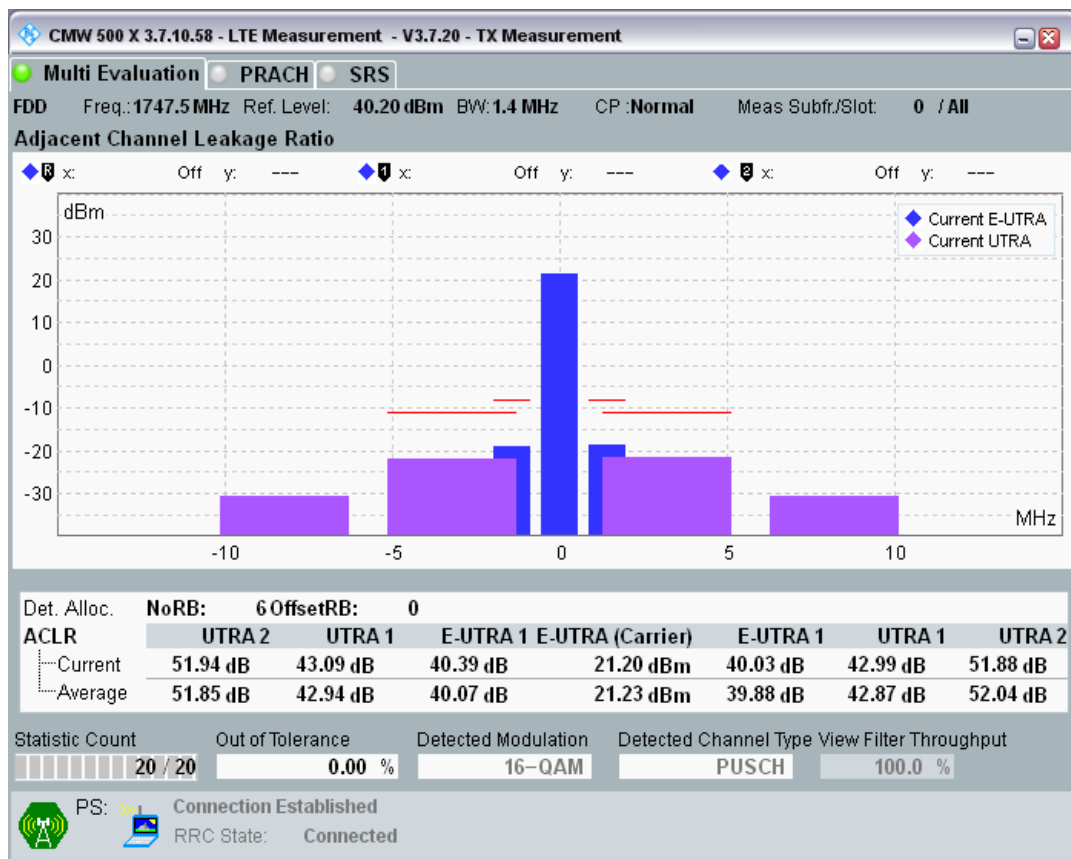 CMW 500 X 3.7.10.58 - LTE Measurement - V3.7.20 - TX Measurement
Multi Evaluation PRACH SRS
FDD Freq.: 1747.5 MHz Ref. Level: 40.20 dBm BW: 1.4 MHz CP : Normal Meas Subfr./Slot: 0 / All
Adjacent Channel Leakage Ratio
R x: Off y: --- 1 x: Off y: --- 2 x: Off y: ---
dBm
Current E-UTRA
Current UTRA
30
20
10
0
-10
-20
-30
MHz
-10 -5 0 5 10
Det. Alloc. NoRB: 6 OffsetRB: 0
ACLR UTRA 2 UTRA 1 E-UTRA 1 E-UTRA (Carrier) E-UTRA 1 UTRA 1 UTRA 2
Current 51.94 dB 43.09 dB 40.39 dB 21.20 dBm 40.03 dB 42.99 dB 51.88 dB
Average 51.85 dB 42.94 dB 40.07 dB 21.23 dBm 39.88 dB 42.87 dB 52.04 dB
Statistic Count Out of Tolerance Detected Modulation Detected Channel Type View Filter Throughput
20 / 20 0.00 % 16-QAM PUSCH 100.0 %
PS: Connection Established
RRC State: Connected